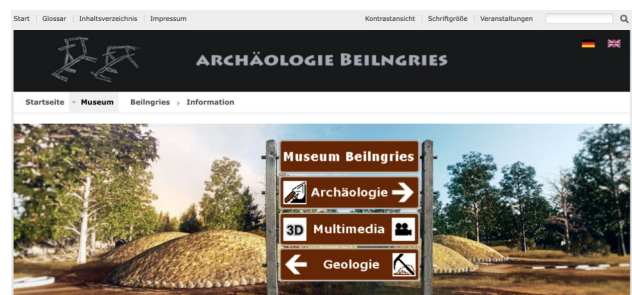 Start Glossar Inhaltsverzeichnis Impressum Kontrastansicht Schriftgröße Veranstaltungen
ARCHÄOLOGIE BEILNGRIES
Startseite Museum Beilngries Information
Museum Beilngries
Archäologie
3D Multimedia
Geologie